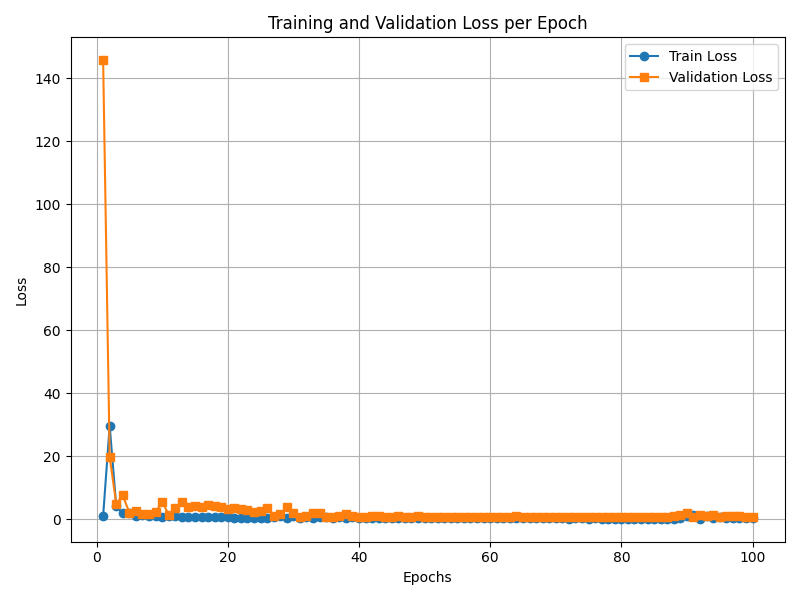 Training and Validation Loss per Epoch
Train Loss
Validation Loss
140
120
100
80
60
40
20
0
Loss
0 20 40 60 80 100
Epochs